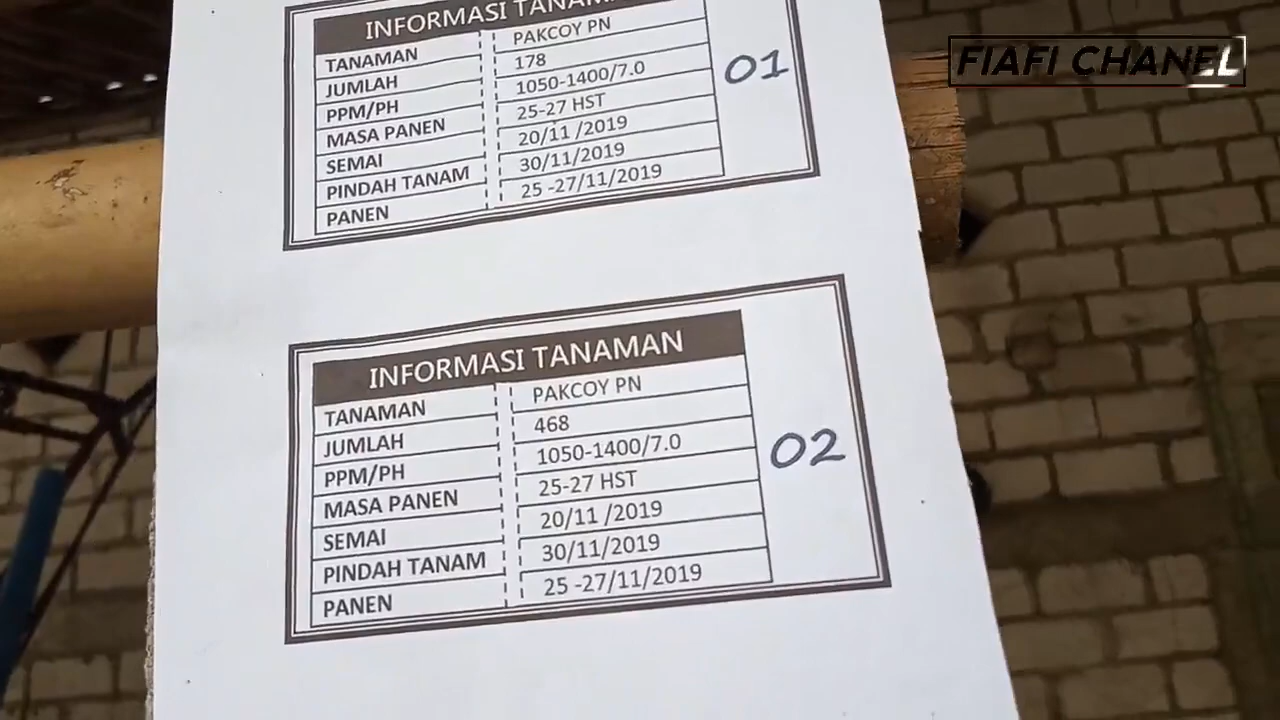 INFORMASI TANAM
TANAMAN PAKCOY PN
JUMLAH 178
PPM/PH 1050-1400/7.0
MASA PANEN 25-27 HST
SEMAI 20/11 /2019
PINDAH TANAM 30/11/2019
PANEN 25 -27/11/2019
01
FIAFI CHANEL
INFORMASI TANAMAN
TANAMAN PAKCOY PN
JUMLAH 468
PPM/PH 1050-1400/7.0
MASA PANEN 25-27 HST
SEMAI 20/11 /2019
PINDAH TANAM 30/11/2019
PANEN 25 -27/11/2019
02